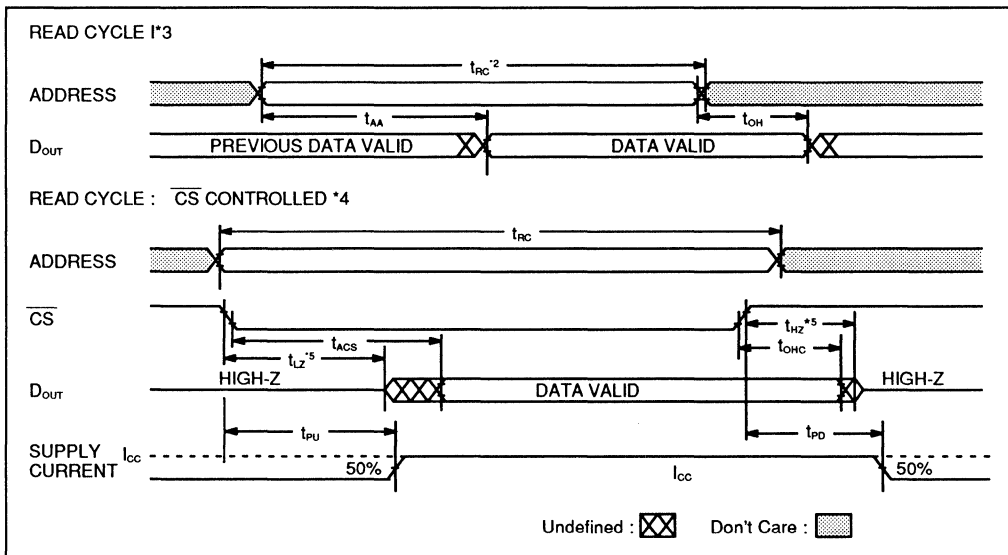 READ CYCLE I*3
tRC*2
ADDRESS
tAA
tOH
DOUT
PREVIOUS DATA VALID
DATA VALID
READ CYCLE : CS CONTROLLED *4
tRC
ADDRESS
CS
tHZ*5
tACS
tOHC
tLZ*5
HIGH-Z
HIGH-Z
DOUT
DATA VALID
tPU
tPD
SUPPLY
CURRENT
ICC
50%
ICC
50%
Undefined :
Don't Care :